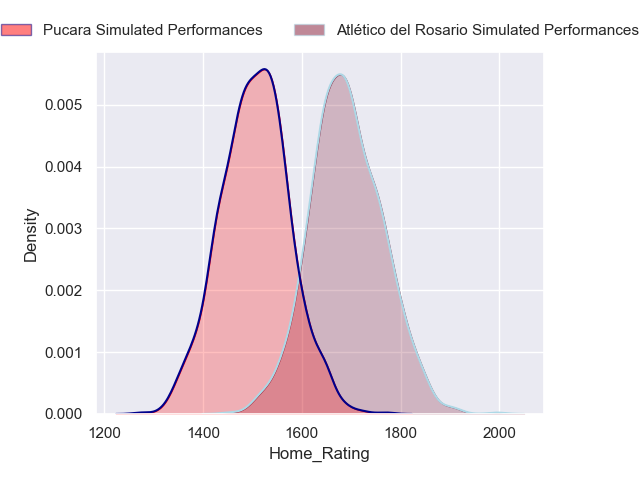 Pucara Simulated Performances Atlético del Rosario Simulated Performances
0.005
0.004
0.003
0.002
0.001
0.000
Density
1200 1400 1600 1800 2000
Home_Rating